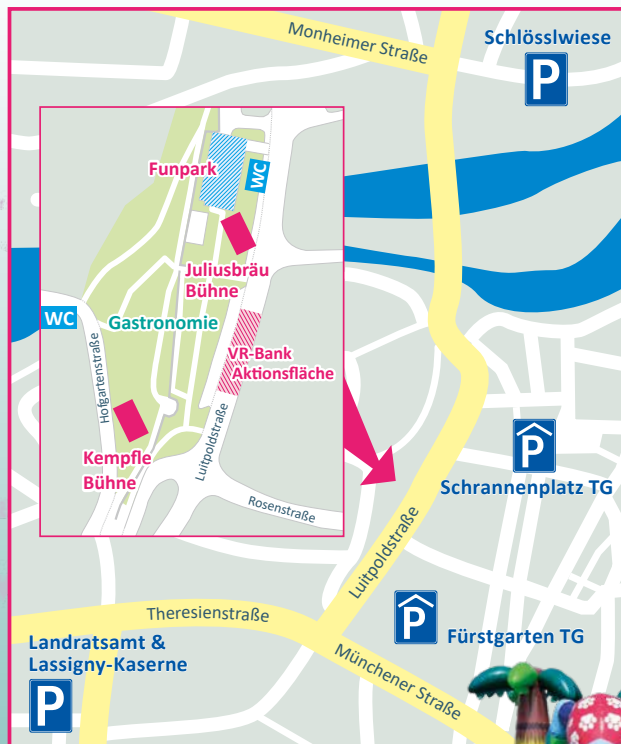 Monheimer Straße
Schlösslwiese
P
Funpark
WC
Juliusbräu
Bühne
WC
Gastronomie
VR-Bank
Aktionsfläche
Hofgartenstraße
Kempfle
Bühne
Luitpoldstraße
Rosenstraße
P
Schrannenplatz TG
Luitpoldstraße
Theresienstraße
P
Fürstgarten TG
Landratsamt &
Lassigny-Kaserne
P
Münchener Straße